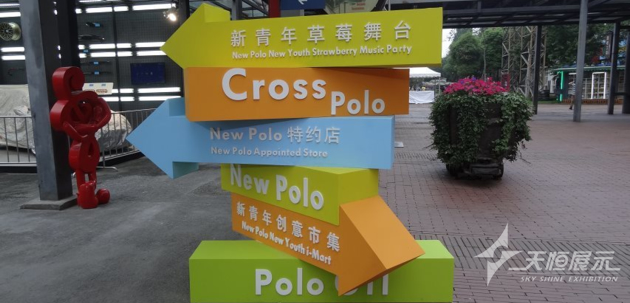 新青年草莓舞台
New Polo New Youth Strawberry Music Party
Cross
Polo
New Polo 特约店
New Polo Appointed Store
New Polo
新青年创意市集
New Polo New Youth i-Mart
Polo GTI
天恒展示
SKY SHINE EXHIBITION